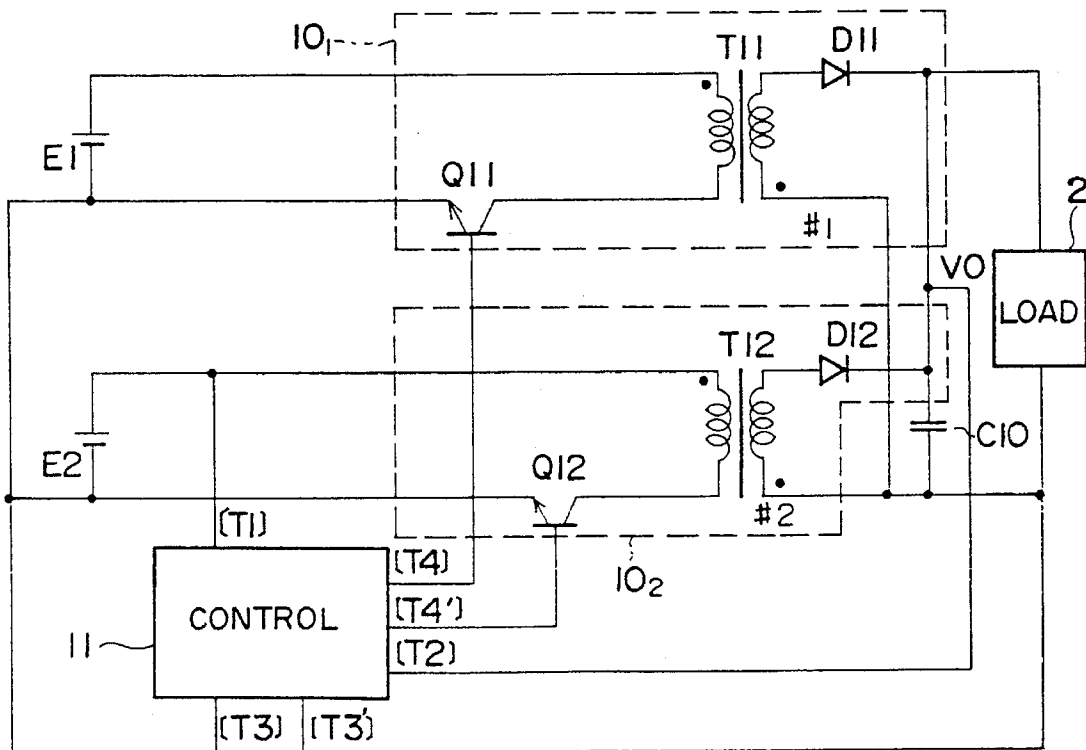 10₁
T11
D11
E1
Q11
#1
2
VO
LOAD
T12
D12
E2
Q12
C10
#2
[T1]
[T4]
10₂
[T4']
CONTROL
11
[T2]
[T3]
[T3']